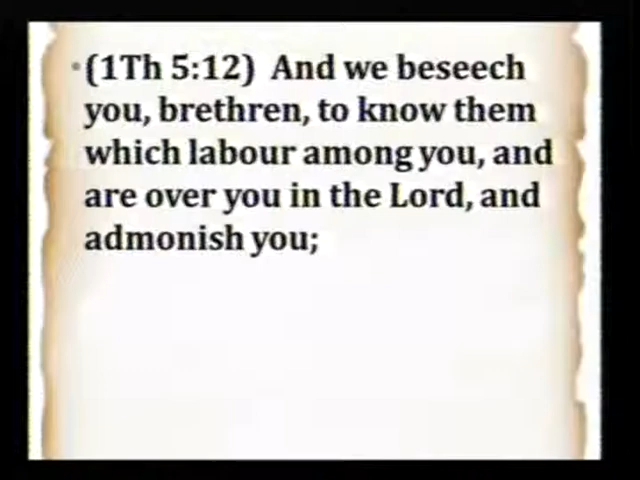 •(1Th 5:12) And we beseech
you, brethren, to know them
which labour among you, and
are over you in the Lord, and
admonish you;